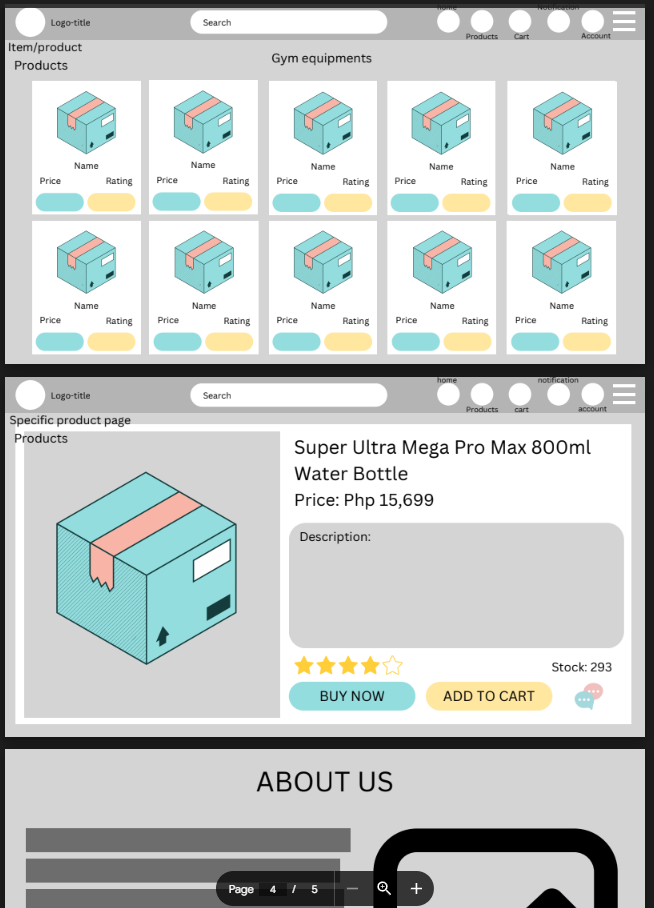 home
Notification
Logo-title
Search
Products
Cart
Account
Item/product
Products
Gym equipments
Name
Name
Name
Name
Name
Price
Rating
Price
Rating
Price
Rating
Price
Rating
Price
Rating
Name
Name
Name
Name
Name
Price
Rating
Price
Rating
Price
Rating
Price
Rating
Price
Rating
home
notification
Logo-title
Search
Products
cart
account
Specific product page
Products
Super Ultra Mega Pro Max 800ml
Water Bottle
Price: Php 15,699
Description:
Stock: 293
BUY NOW
ADD TO CART
ABOUT US
Page 4 / 5